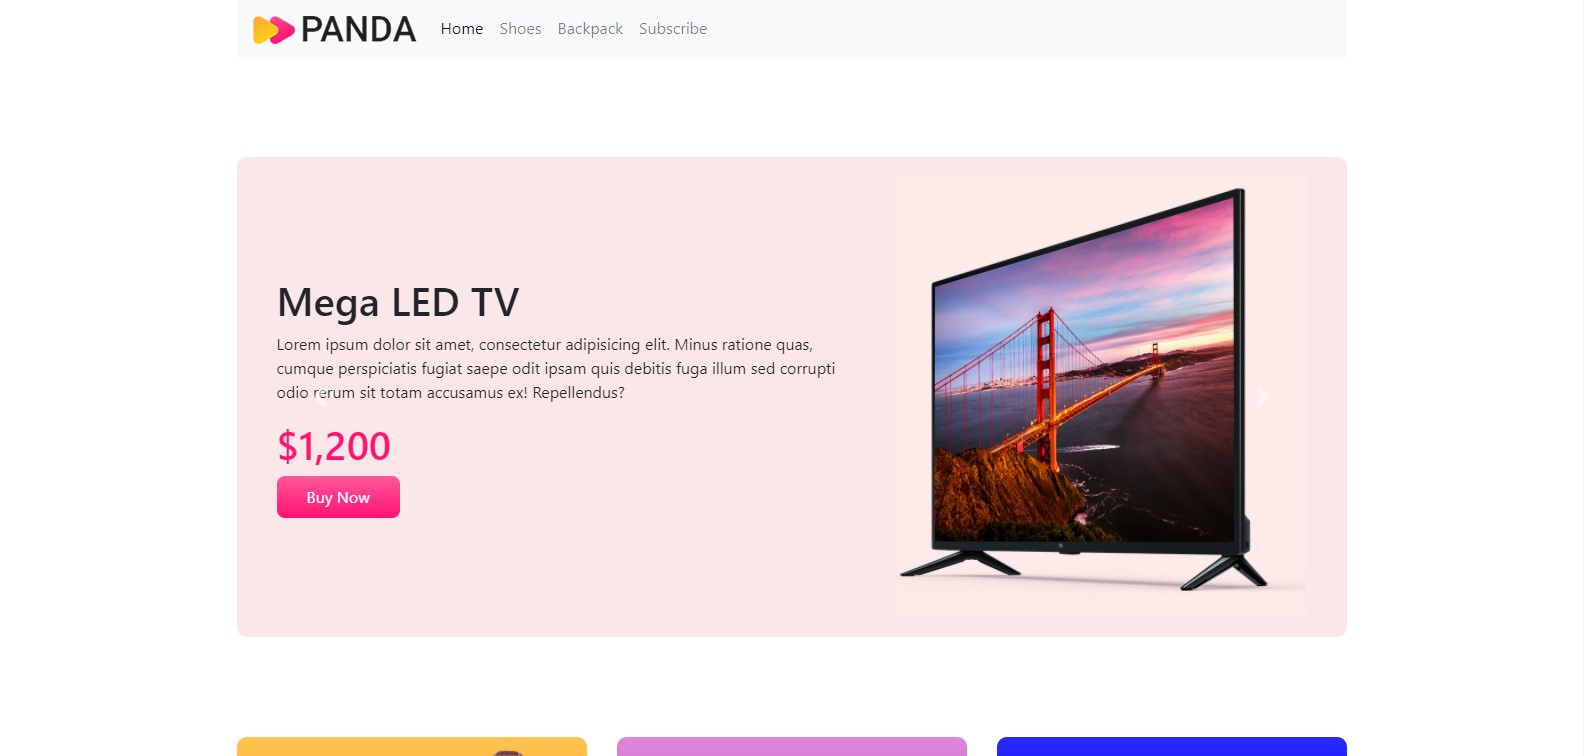 PANDA
Home
Shoes
Backpack
Subscribe
Mega LED TV
Lorem ipsum dolor sit amet, consectetur adipisicing elit. Minus ratione quas,
cumque perspiciatis fugiat saepe odit ipsam quis debitis fuga illum sed corrupti
odio rerum sit totam accusamus ex! Repellendus?
$1,200
Buy Now